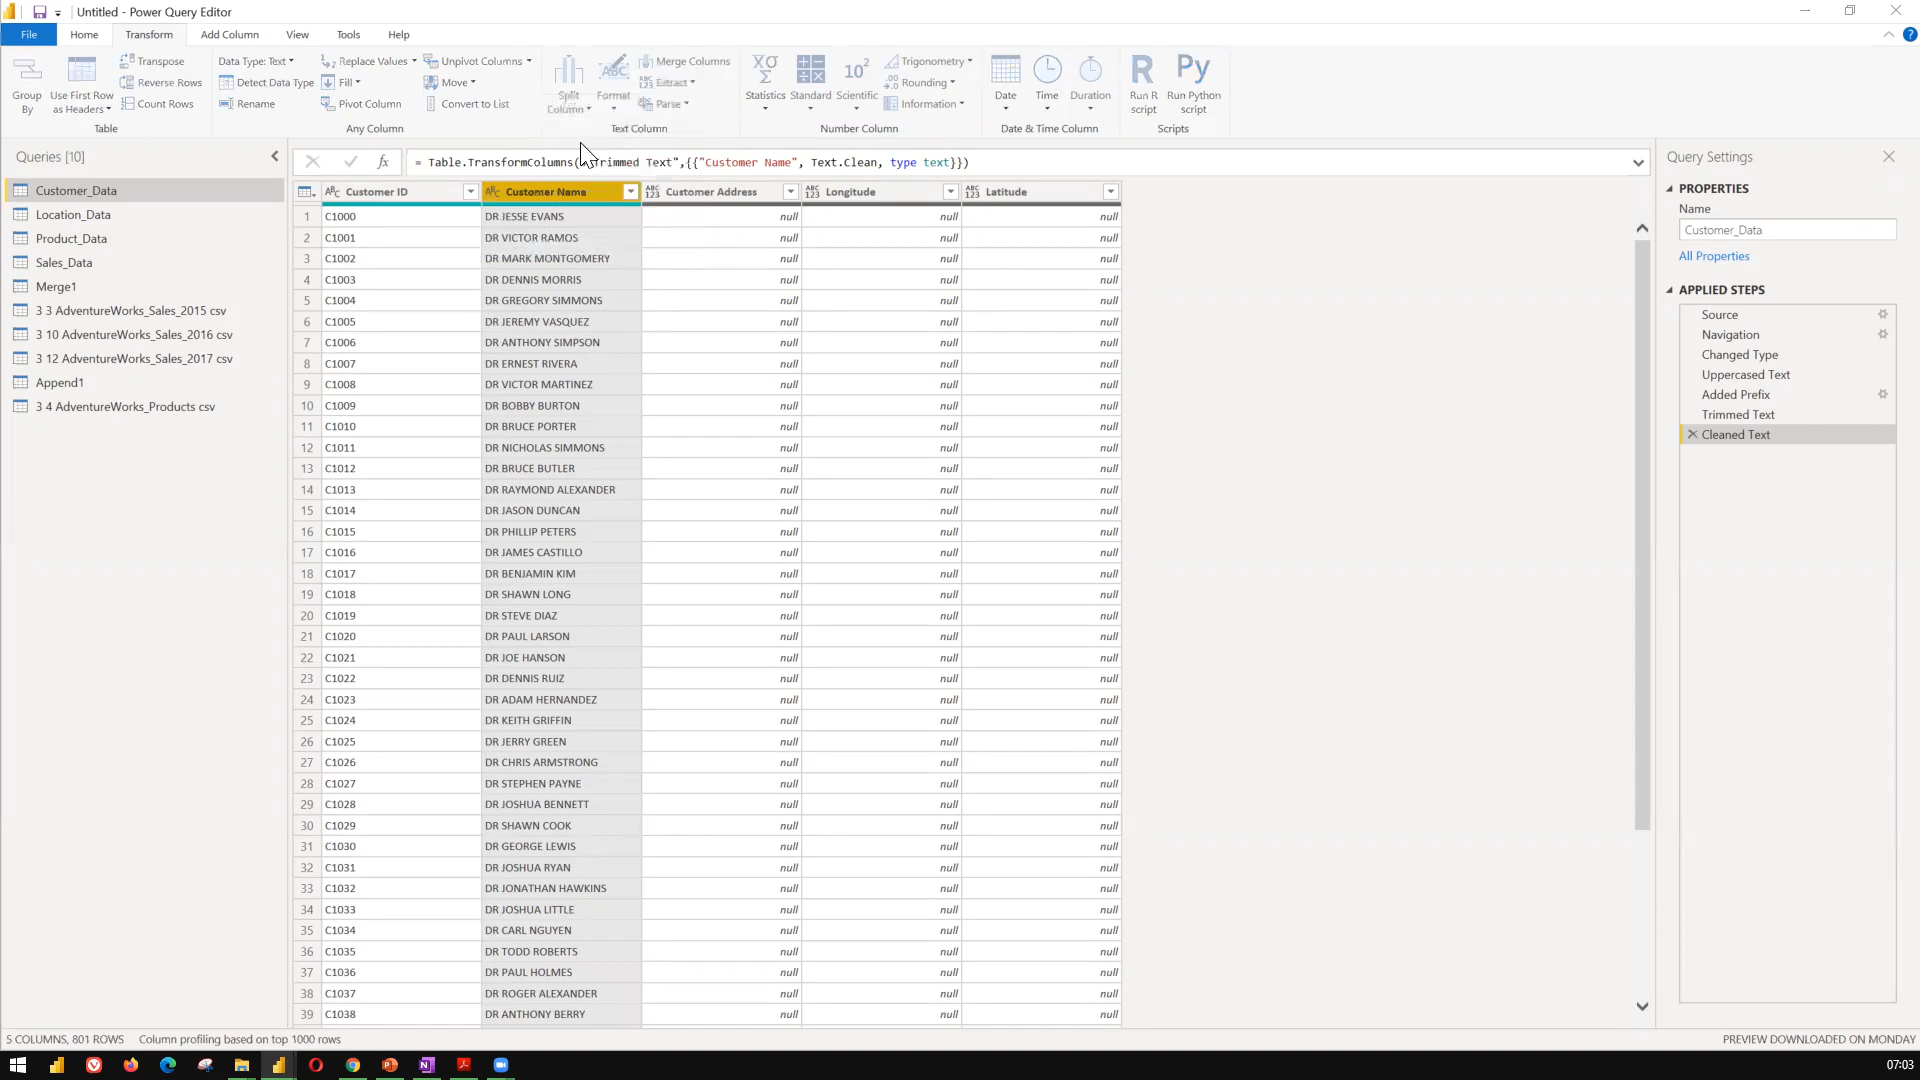 Untitled - Power Query Editor
File Home Transform Add Column View Tools Help
Group By
Use First Row as Headers
Transpose
Reverse Rows
Count Rows
Table
Data Type: Text
Detect Data Type
Rename
Replace Values
Fill
Pivot Column
Unpivot Columns
Move
Convert to List
Any Column
Split Column
Format
Merge Columns
Extract
Parse
Text Column
Statistics
Standard
Scientific
Trigonometry
Rounding
Information
Number Column
Date
Time
Duration
Date & Time Column
Run R script
Run Python script
Scripts
Queries [10]
Customer_Data
Location_Data
Product_Data
Sales_Data
Merge1
3 3 AdventureWorks_Sales_2015 csv
3 10 AdventureWorks_Sales_2016 csv
3 12 AdventureWorks_Sales_2017 csv
Append1
3 4 AdventureWorks_Products csv
fx = Table.TransformColumns( Trimmed Text",{{"Customer Name", Text.Clean, type text}})
Customer ID Customer Name Customer Address Longitude Latitude
1 C1000 DR JESSE EVANS null null null
2 C1001 DR VICTOR RAMOS null null null
3 C1002 DR MARK MONTGOMERY null null null
4 C1003 DR DENNIS MORRIS null null null
5 C1004 DR GREGORY SIMMONS null null null
6 C1005 DR JEREMY VASQUEZ null null null
7 C1006 DR ANTHONY SIMPSON null null null
8 C1007 DR ERNEST RIVERA null null null
9 C1008 DR VICTOR MARTINEZ null null null
10 C1009 DR BOBBY BURTON null null null
11 C1010 DR BRUCE PORTER null null null
12 C1011 DR NICHOLAS SIMMONS null null null
13 C1012 DR BRUCE BUTLER null null null
14 C1013 DR RAYMOND ALEXANDER null null null
15 C1014 DR JASON DUNCAN null null null
16 C1015 DR PHILLIP PETERS null null null
17 C1016 DR JAMES CASTILLO null null null
18 C1017 DR BENJAMIN KIM null null null
19 C1018 DR SHAWN LONG null null null
20 C1019 DR STEVE DIAZ null null null
21 C1020 DR PAUL LARSON null null null
22 C1021 DR JOE HANSON null null null
23 C1022 DR DENNIS RUIZ null null null
24 C1023 DR ADAM HERNANDEZ null null null
25 C1024 DR KEITH GRIFFIN null null null
26 C1025 DR JERRY GREEN null null null
27 C1026 DR CHRIS ARMSTRONG null null null
28 C1027 DR STEPHEN PAYNE null null null
29 C1028 DR JOSHUA BENNETT null null null
30 C1029 DR SHAWN COOK null null null
31 C1030 DR GEORGE LEWIS null null null
32 C1031 DR JOSHUA RYAN null null null
33 C1032 DR JONATHAN HAWKINS null null null
34 C1033 DR JOSHUA LITTLE null null null
35 C1034 DR CARL NGUYEN null null null
36 C1035 DR TODD ROBERTS null null null
37 C1036 DR PAUL HOLMES null null null
38 C1037 DR ROGER ALEXANDER null null null
39 C1038 DR ANTHONY BERRY null null null
Query Settings
PROPERTIES
Name
Customer_Data
All Properties
APPLIED STEPS
Source
Navigation
Changed Type
Uppercased Text
Added Prefix
Trimmed Text
Cleaned Text
5 COLUMNS, 801 ROWS Column profiling based on top 1000 rows PREVIEW DOWNLOADED ON MONDAY
07:03